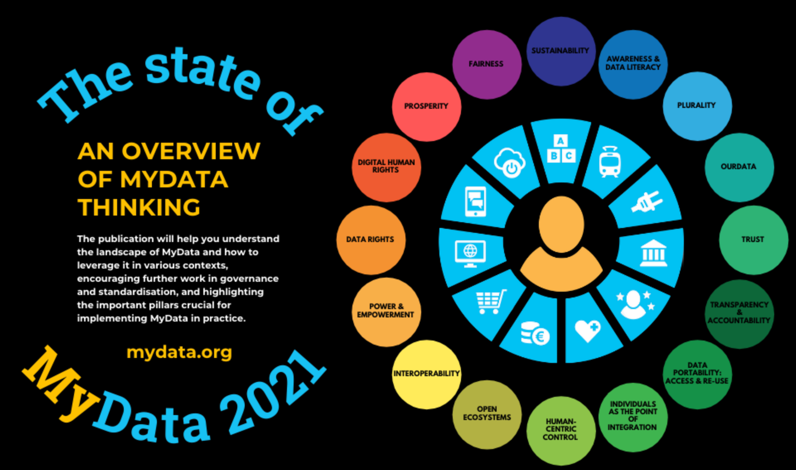 The state of
AN OVERVIEW
OF MYDATA
THINKING
The publication will help you understand
the landscape of MyData and how to
leverage it in various contexts,
encouraging further work in governance
and standardisation, and highlighting
the important pillars crucial for
implementing MyData in practice.
mydata.org
MyData 2021
SUSTAINABILITY
AWARENESS &
DATA LITERACY
PLURALITY
OURDATA
TRUST
TRANSPARENCY
&
ACCOUNTABILITY
DATA
PORTABILITY:
ACCESS & RE-USE
INDIVIDUALS
AS THE POINT
OF
INTEGRATION
HUMAN-
CENTRIC
CONTROL
OPEN
ECOSYSTEMS
INTEROPERABILITY
POWER &
EMPOWERMENT
DATA RIGHTS
DIGITAL HUMAN
RIGHTS
PROSPERITY
FAIRNESS
A
B C